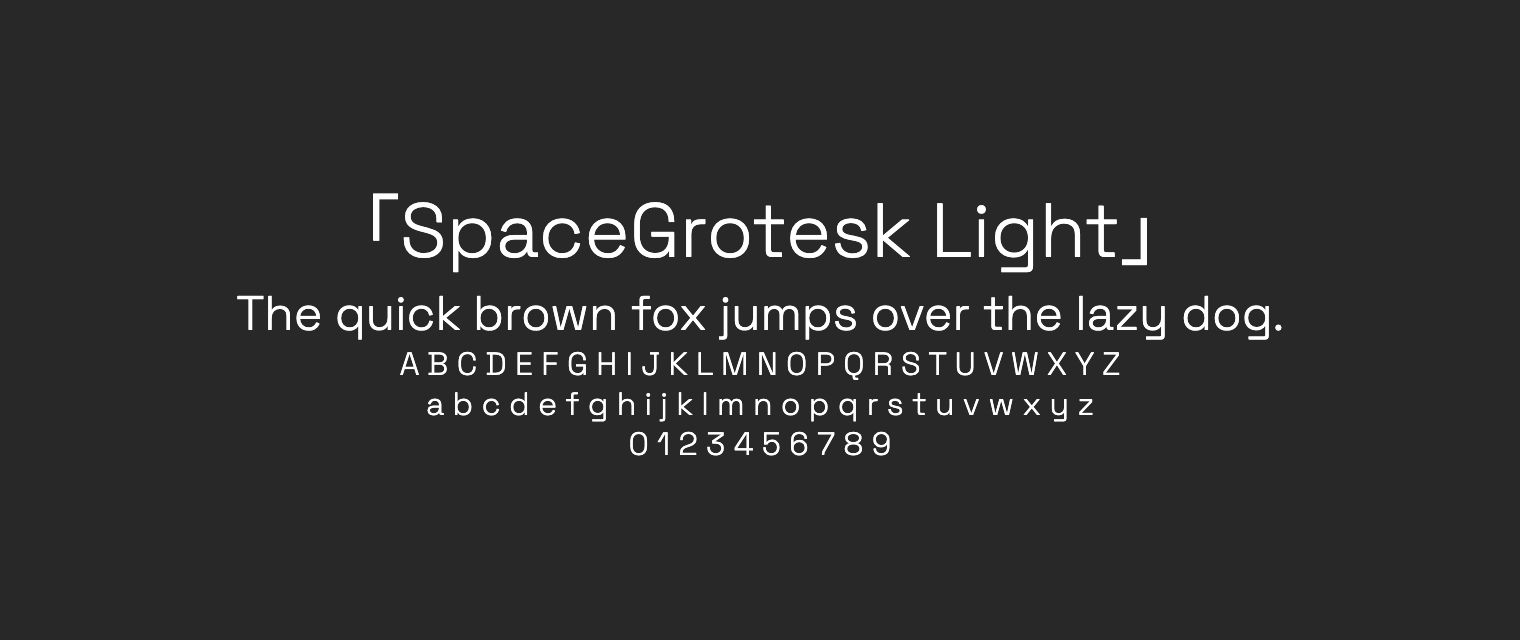 「SpaceGrotesk Light」
The quick brown fox jumps over the lazy dog.
A B C D E F G H I J K L M N O P Q R S T U V W X Y Z
a b c d e f g h i j k l m n o p q r s t u v w x y z
0 1 2 3 4 5 6 7 8 9